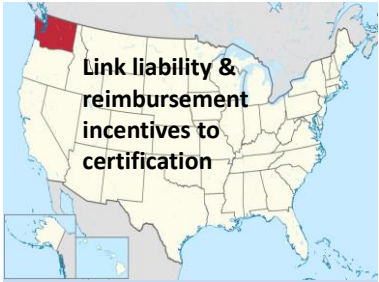 Link liability &
reimbursement
incentives to
certification